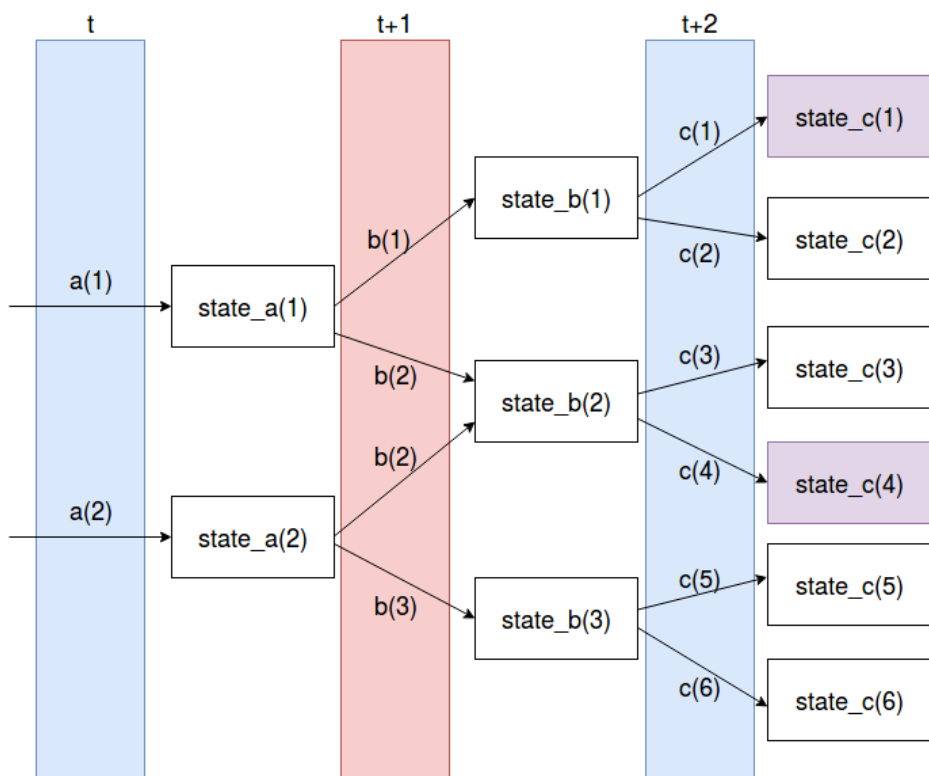 t
t+1
t+2
state_c(1)
c(1)
state_b(1)
b(1)
state_c(2)
c(2)
a(1)
state_a(1)
c(3)
state_c(3)
b(2)
state_b(2)
b(2)
c(4)
state_c(4)
a(2)
state_a(2)
c(5)
state_c(5)
b(3)
state_b(3)
c(6)
state_c(6)